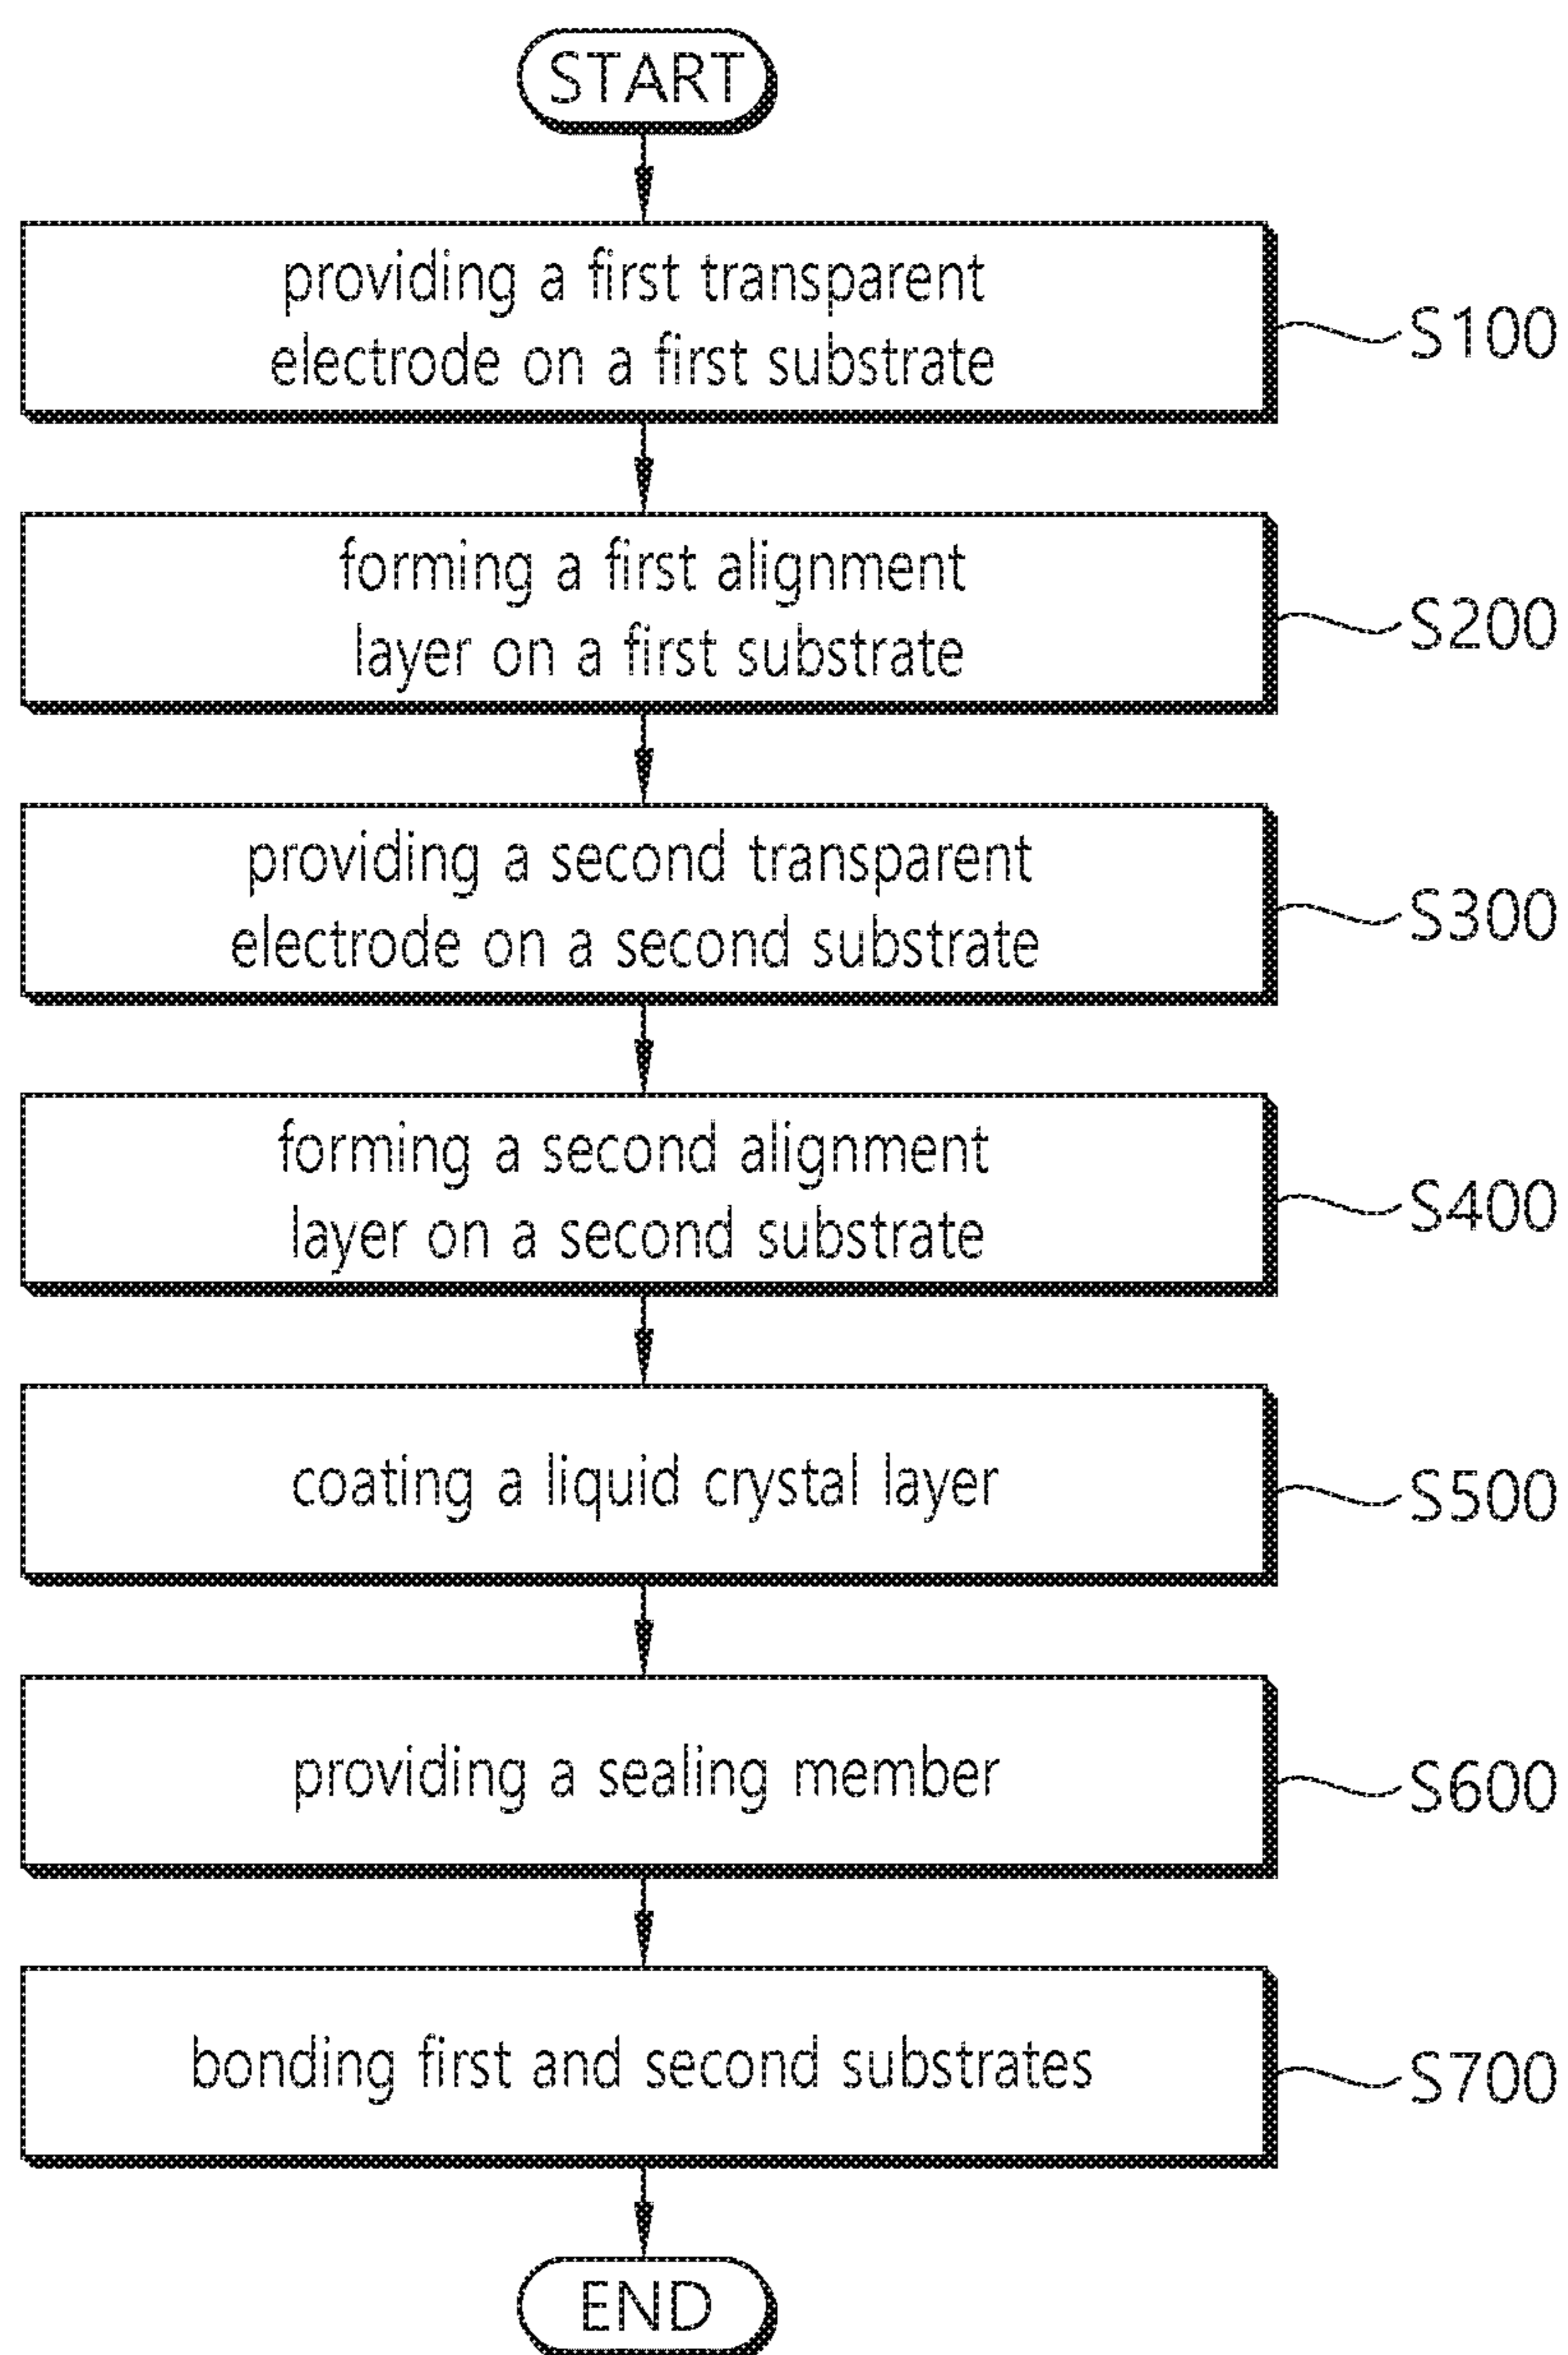 START
providing a first transparent
electrode on a first substrate
S100
forming a first alignment
layer on a first substrate
S200
providing a second transparent
electrode on a second substrate
S300
forming a second alignment
layer on a second substrate
S400
coating a liquid crystal layer
S500
providing a sealing member
S600
bonding first and second substrates
S700
END